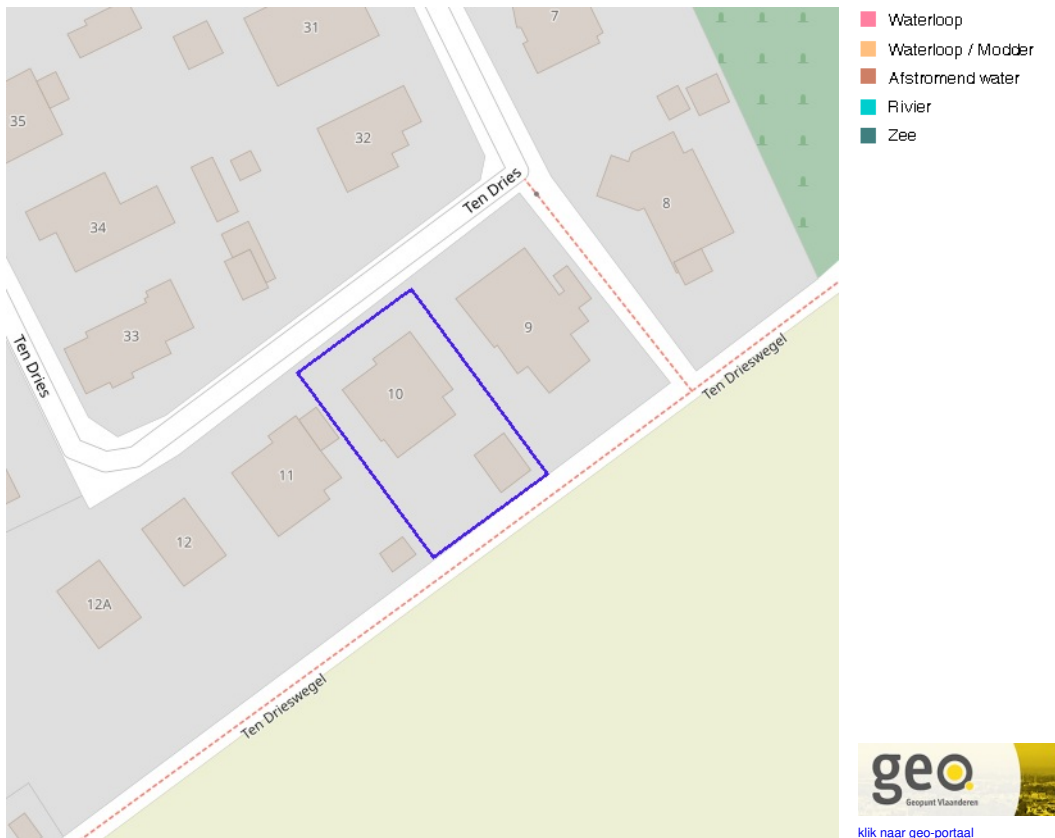 31
7
35
32
34
8
Ten Dries
33
9
Ten Dries
10
11
12
12A
Ten Drieswegel
Ten Drieswegel
Waterloop
Waterloop / Modder
Afstromend water
Rivier
Zee
geo.
Geopunt Vlaanderen
klik naar geo-portaal